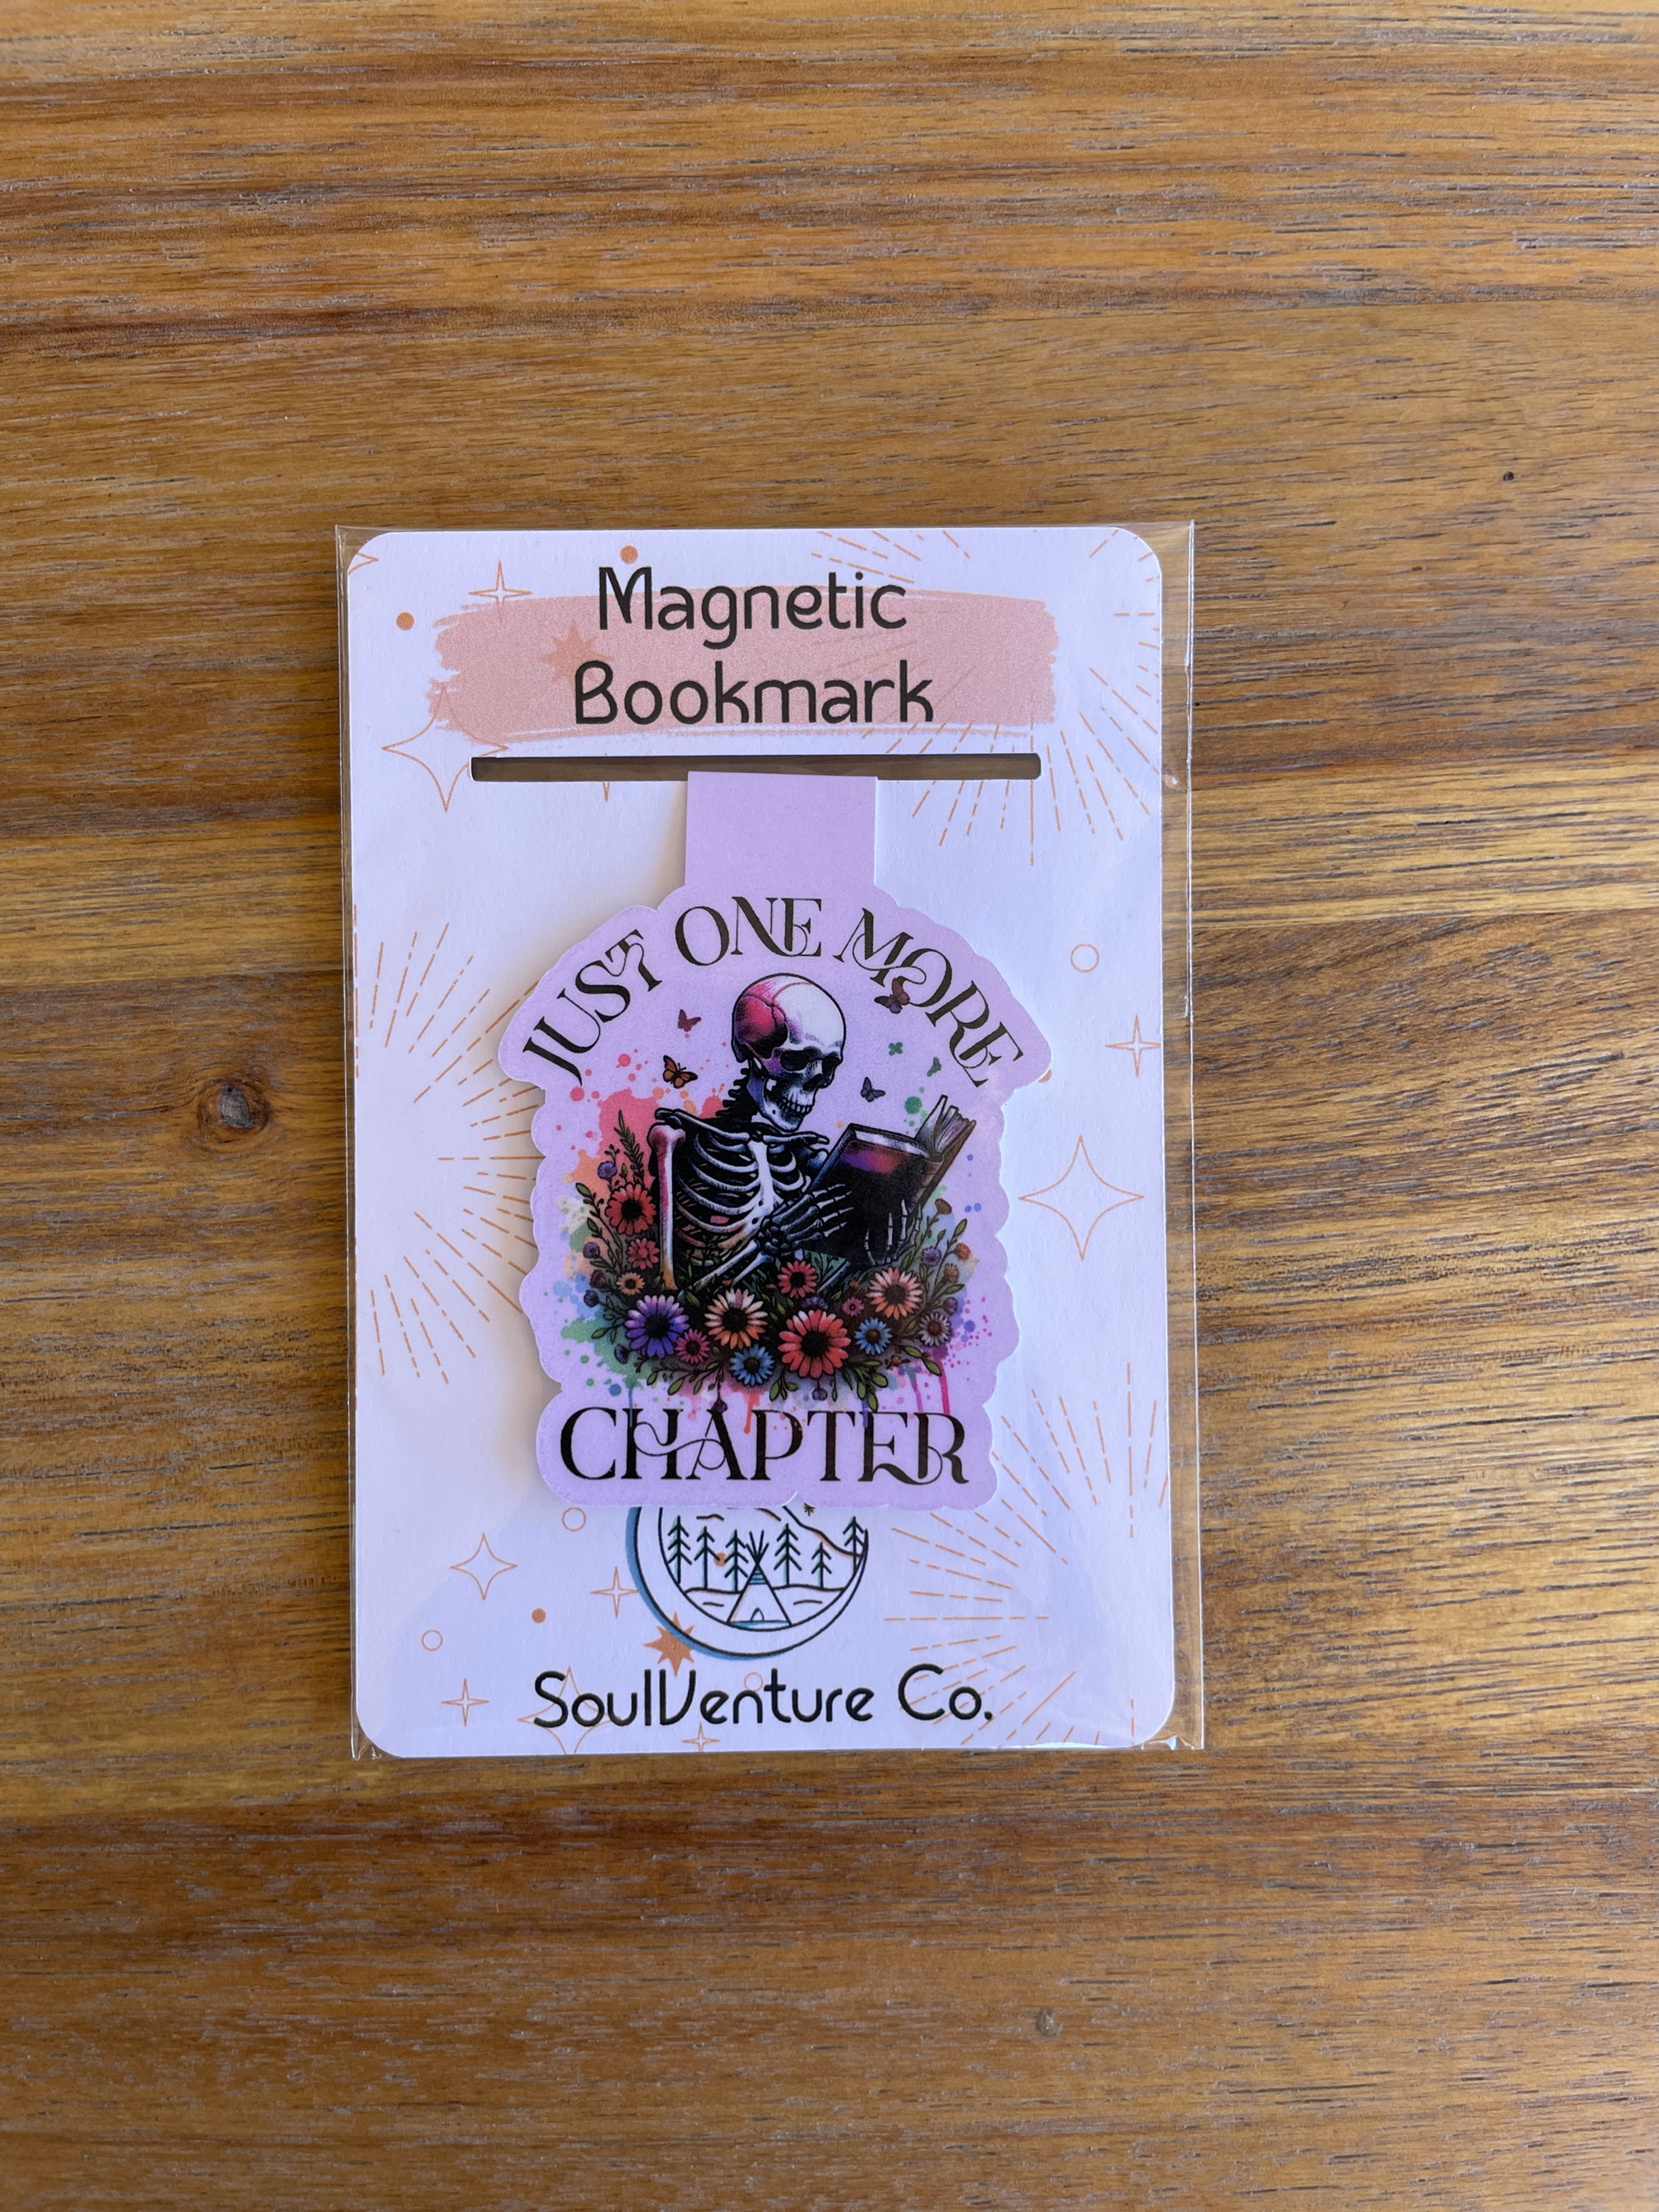 Magnetic
Bookmark
JUST ONE MORE
CHAPTER
SoulVenture Co.